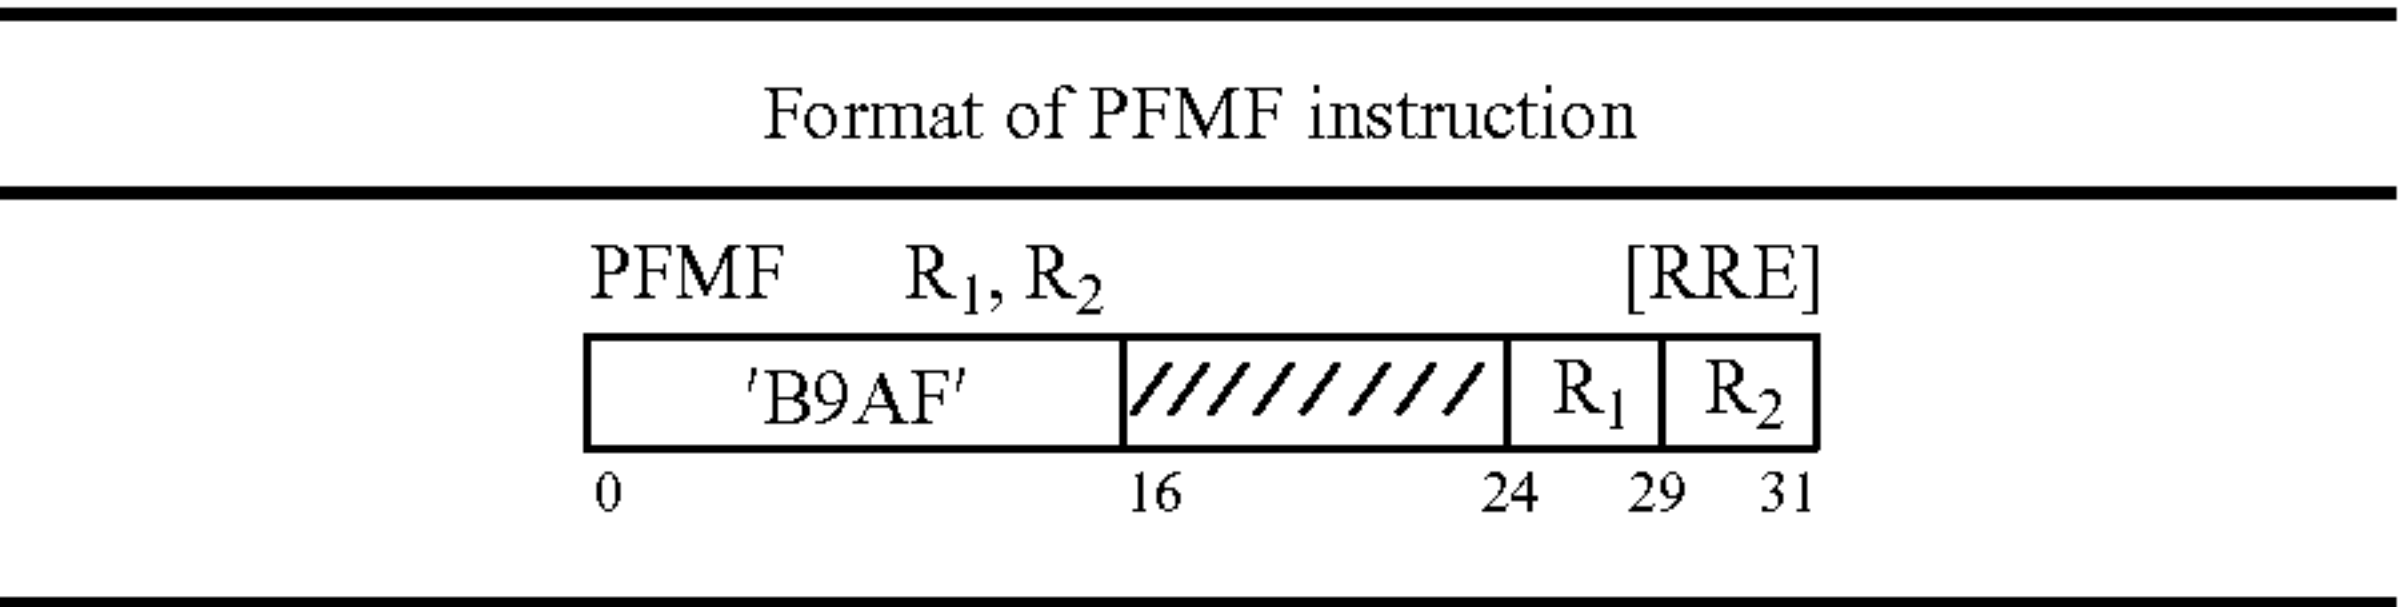 Format of PFMF instruction
PFMF R₁, R₂ [RRE]
'B9AF' //////// R₁ R₂
0 16 24 29 31